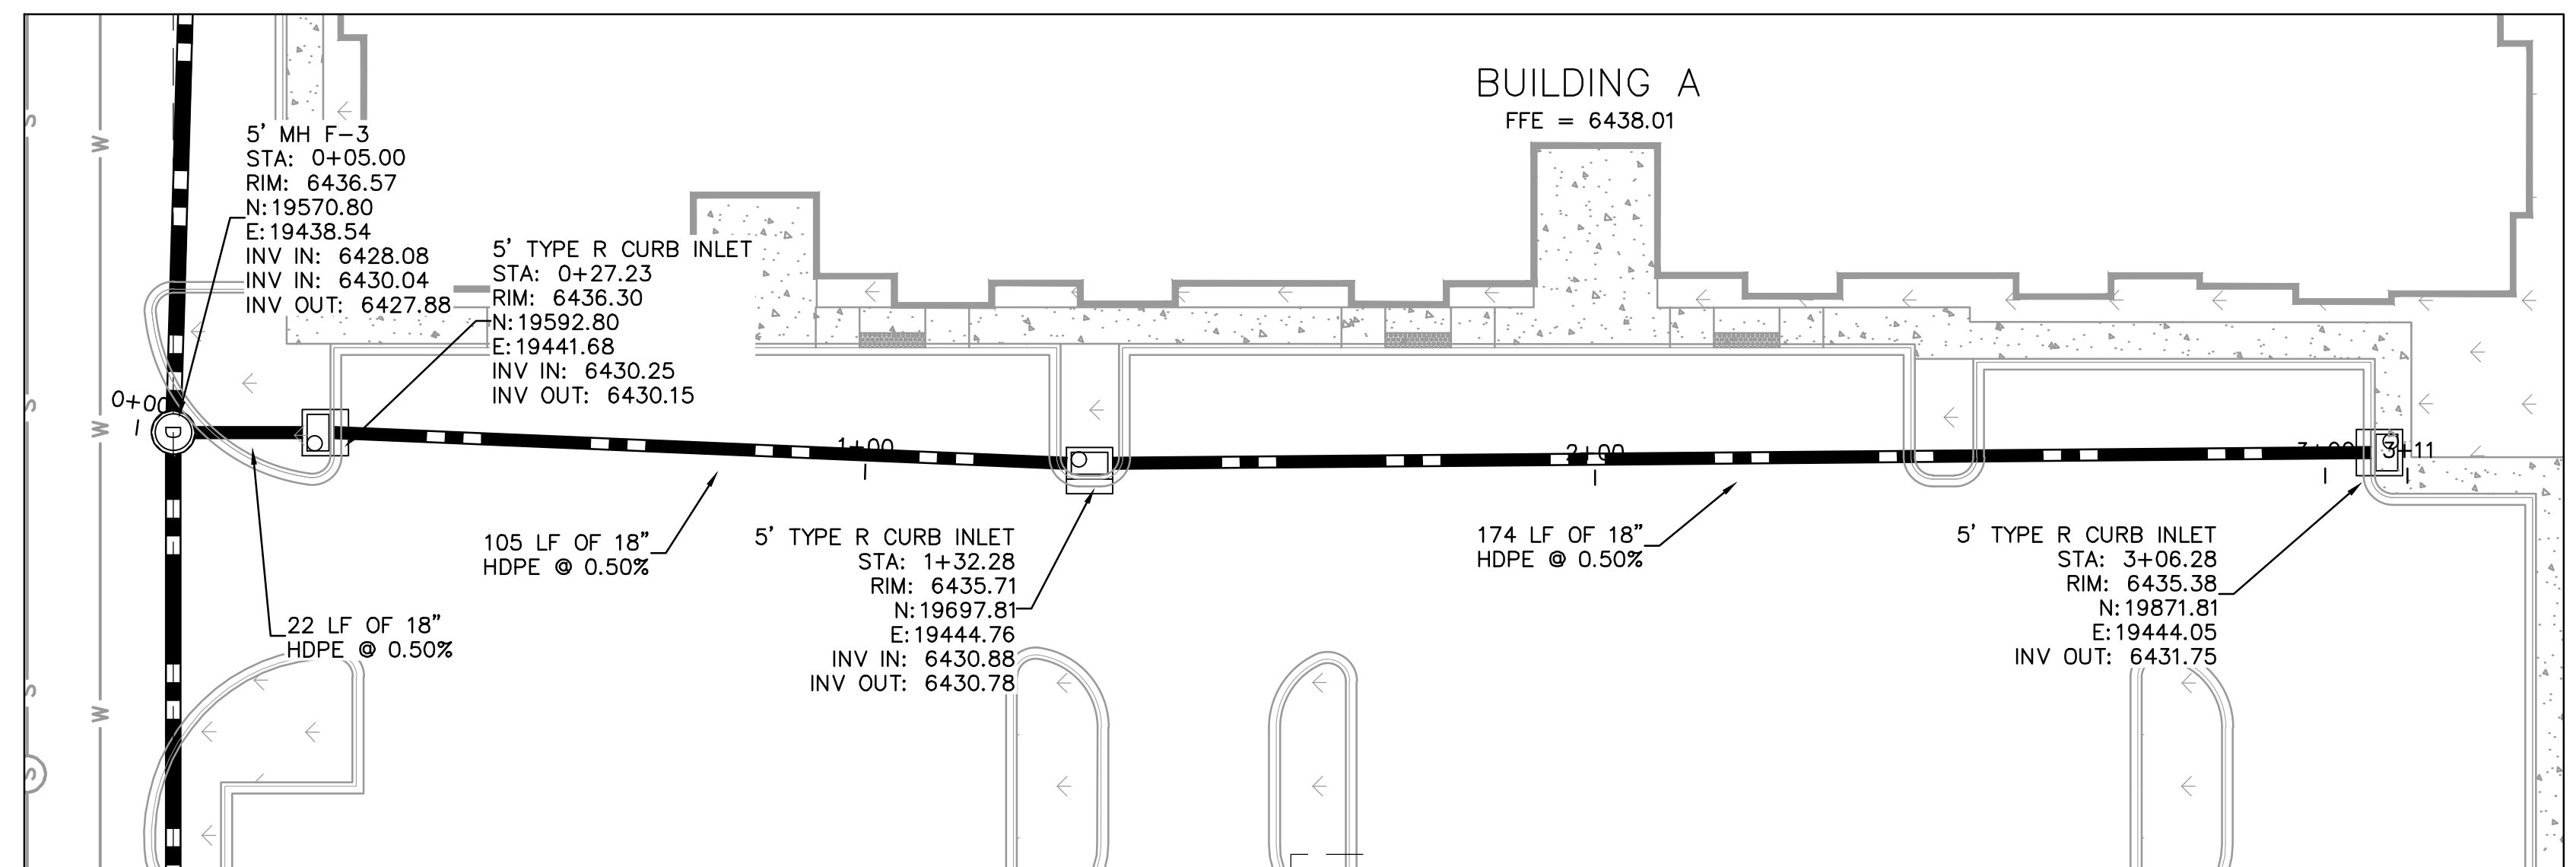 BUILDING A
FFE = 6438.01
5' MH F-3
STA: 0+05.00
RIM: 6436.57
N:19570.80
E:19438.54
INV IN: 6428.08
INV IN: 6430.04
INV OUT: 6427.88
5' TYPE R CURB INLET
STA: 0+27.23
RIM: 6436.30
N:19592.80
E:19441.68
INV IN: 6430.25
INV OUT: 6430.15
0+00
1+00
2+00
3+00
3+11
105 LF OF 18"
HDPE @ 0.50%
22 LF OF 18"
HDPE @ 0.50%
5' TYPE R CURB INLET
STA: 1+32.28
RIM: 6435.71
N:19697.81
E:19444.76
INV IN: 6430.88
INV OUT: 6430.78
174 LF OF 18"
HDPE @ 0.50%
5' TYPE R CURB INLET
STA: 3+06.28
RIM: 6435.38
N:19871.81
E:19444.05
INV OUT: 6431.75
S
S
S
S
W
W
W
D